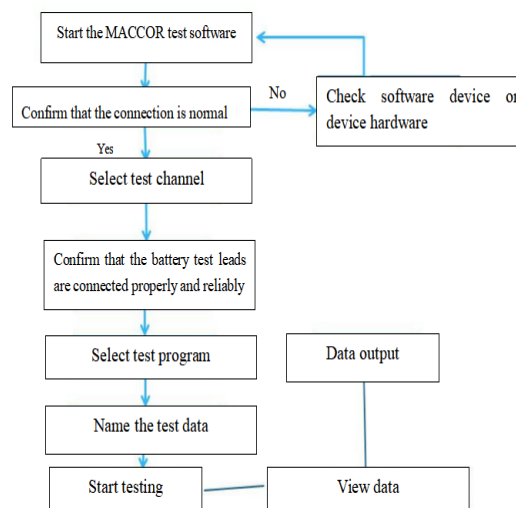 Start the MACCOR test software
Confirm that the connection is normal
No
Check software device or
device hardware
Yes
Select test channel
Confirm that the battery test leads
are connected properly and reliably
Select test program
Data output
Name the test data
Start testing
View data